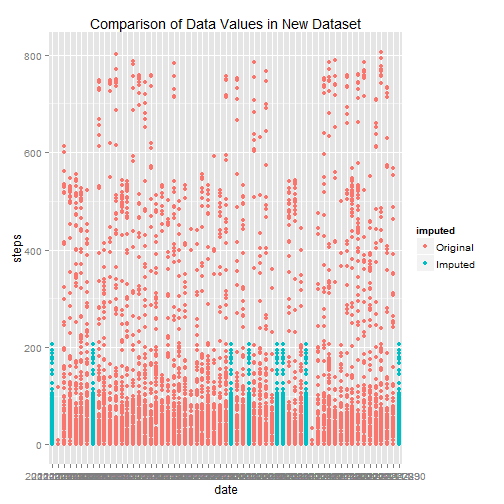 Comparison of Data Values in New Dataset
800
600
400
200
0
steps
date
imputed
Original
Imputed